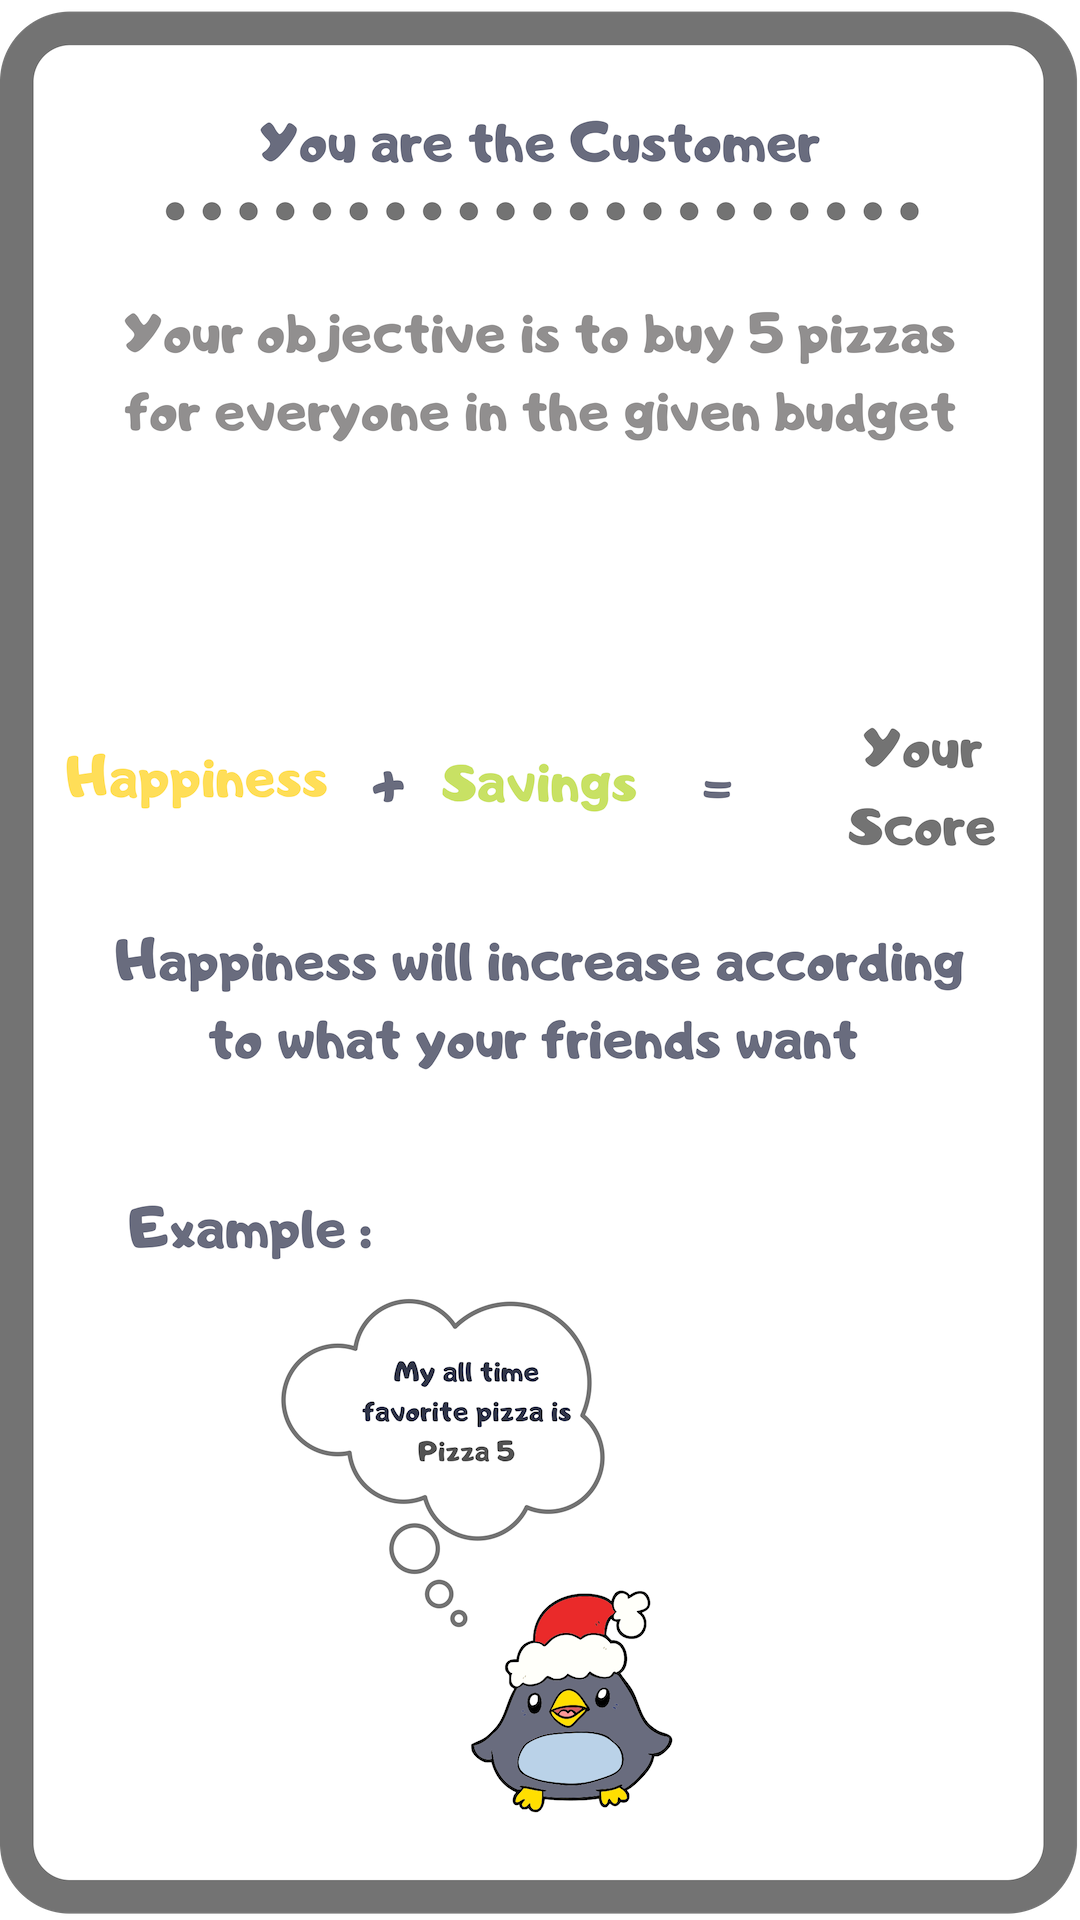 You are the Customer
Your objective is to buy 5 pizzas
for everyone in the given budget
Happiness + Savings = Your
Score
Happiness will increase according
to what your friends want
Example :
My all time
favorite pizza is
Pizza 5